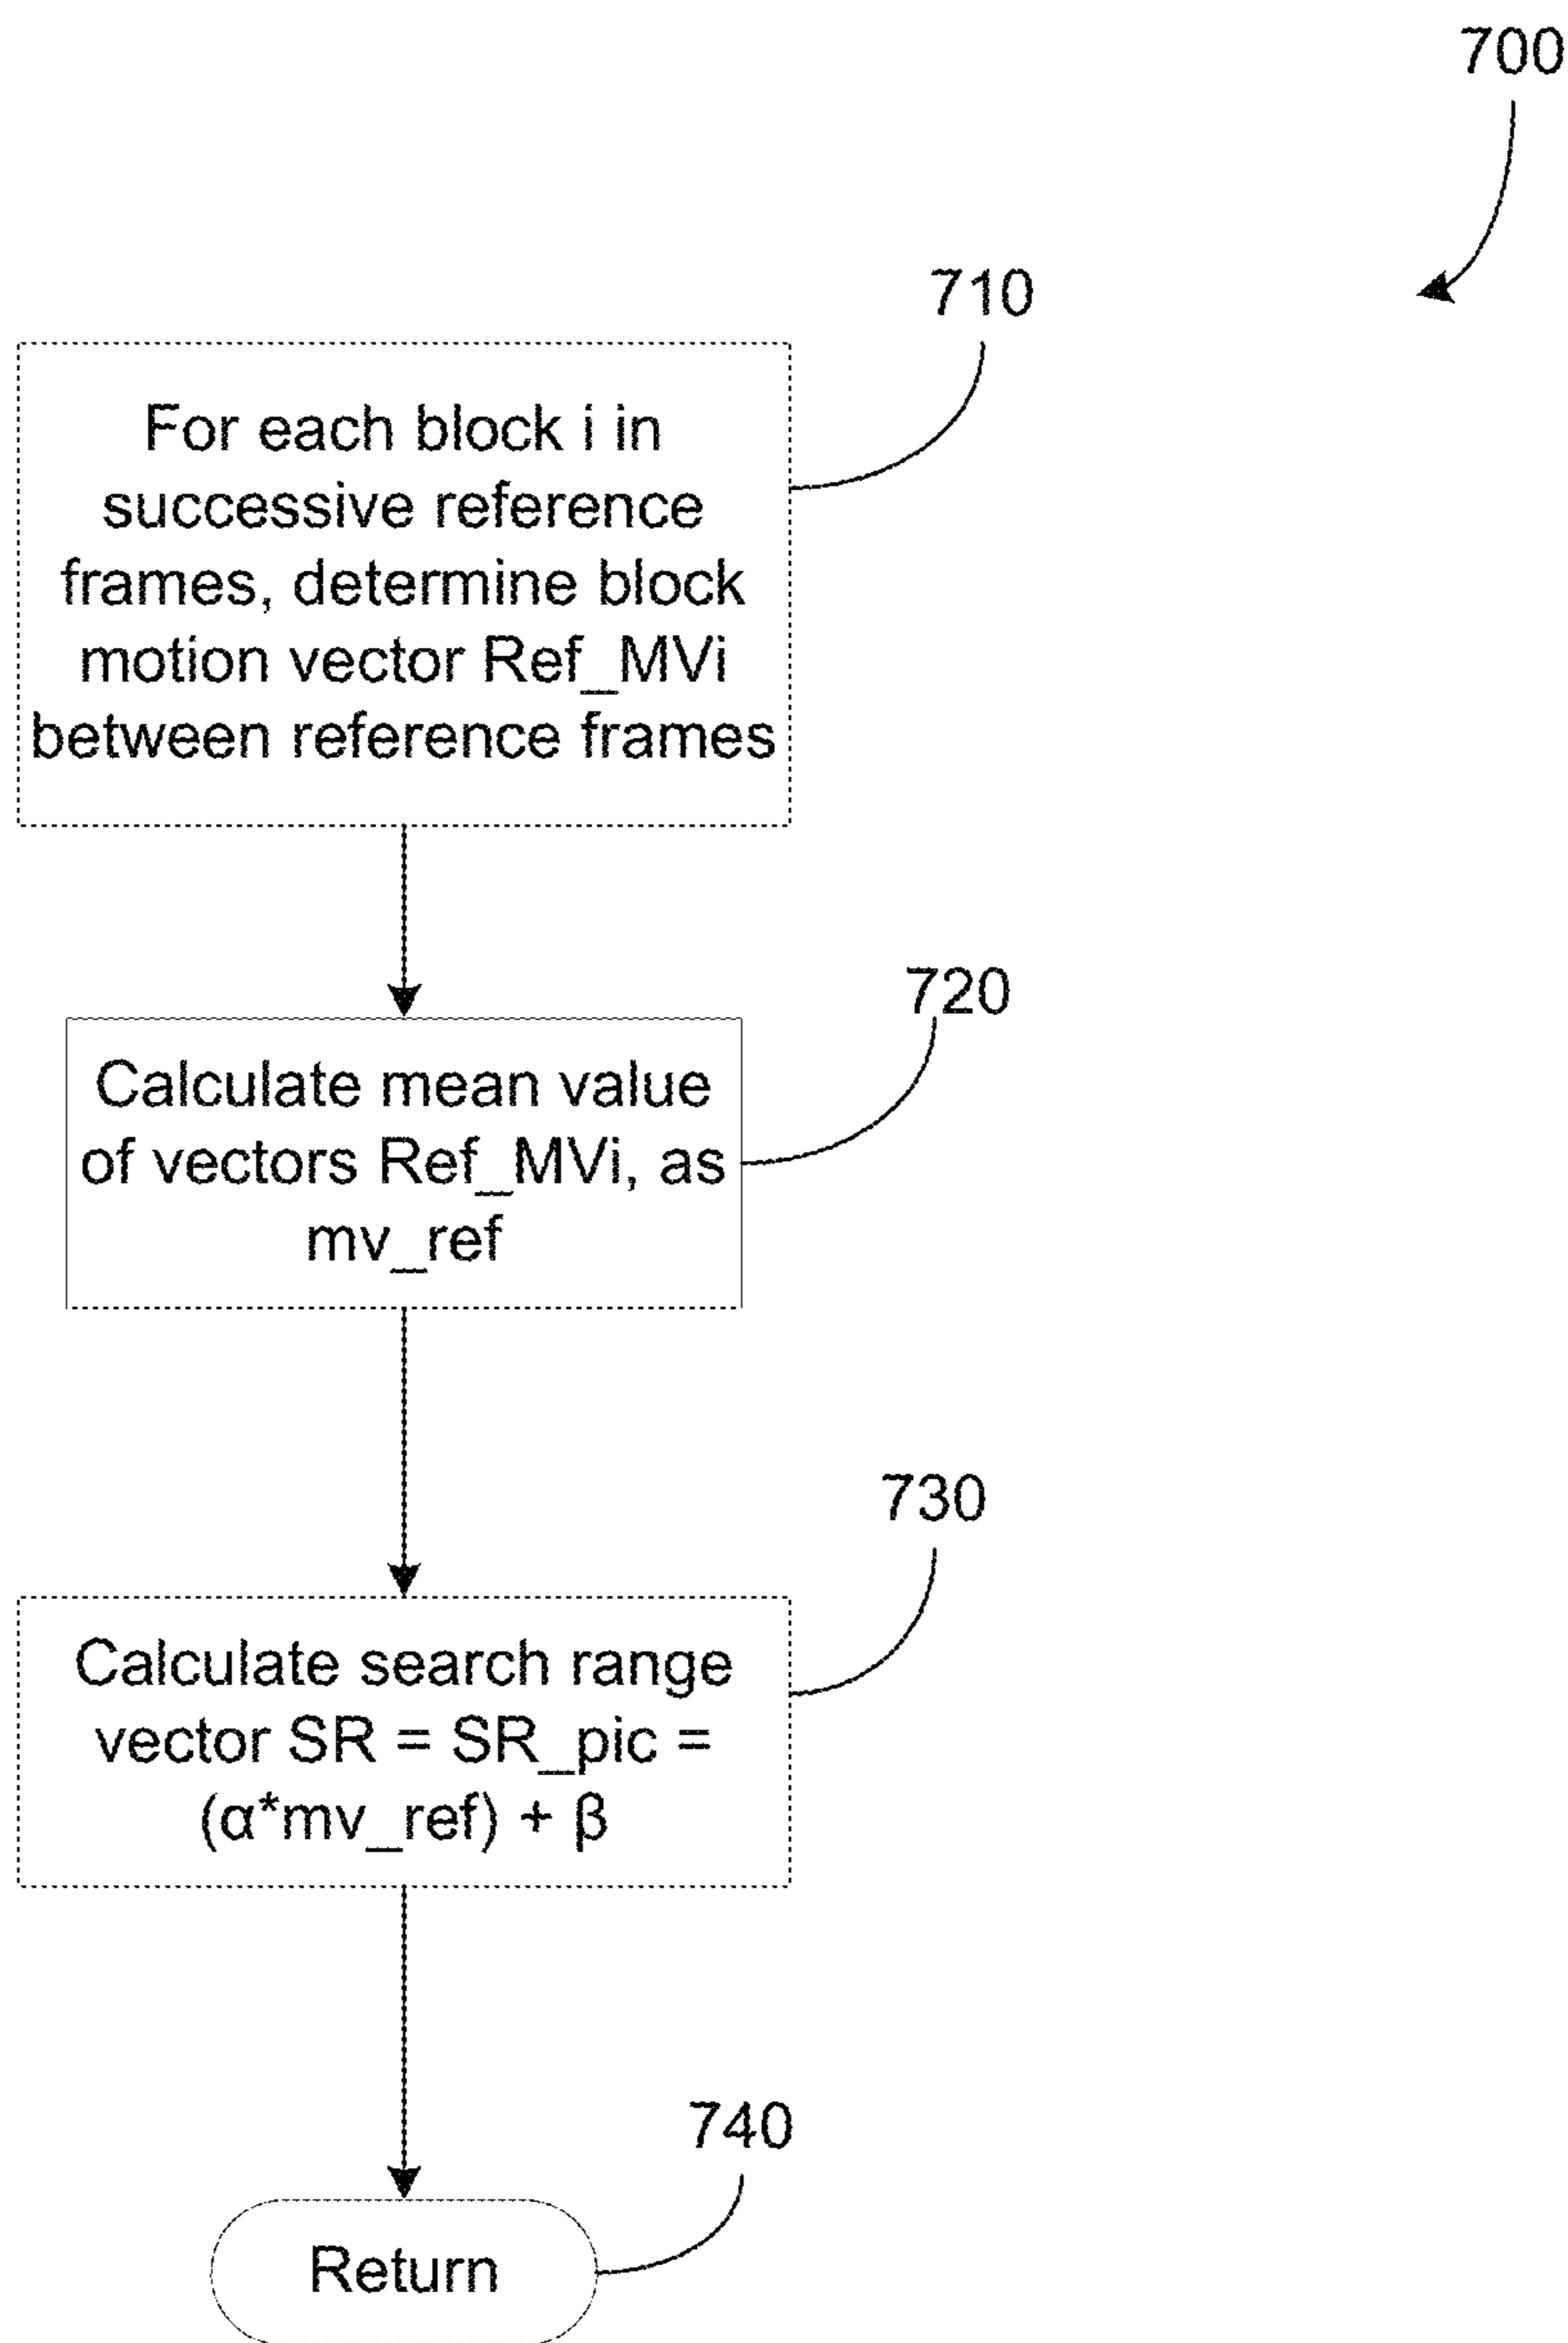 700
710
For each block i in
successive reference
frames, determine block
motion vector Ref_MVi
between reference frames
720
Calculate mean value
of vectors Ref_MVi, as
mv_ref
730
Calculate search range
vector SR = SR_pic =
(α*mv_ref) + β
740
Return